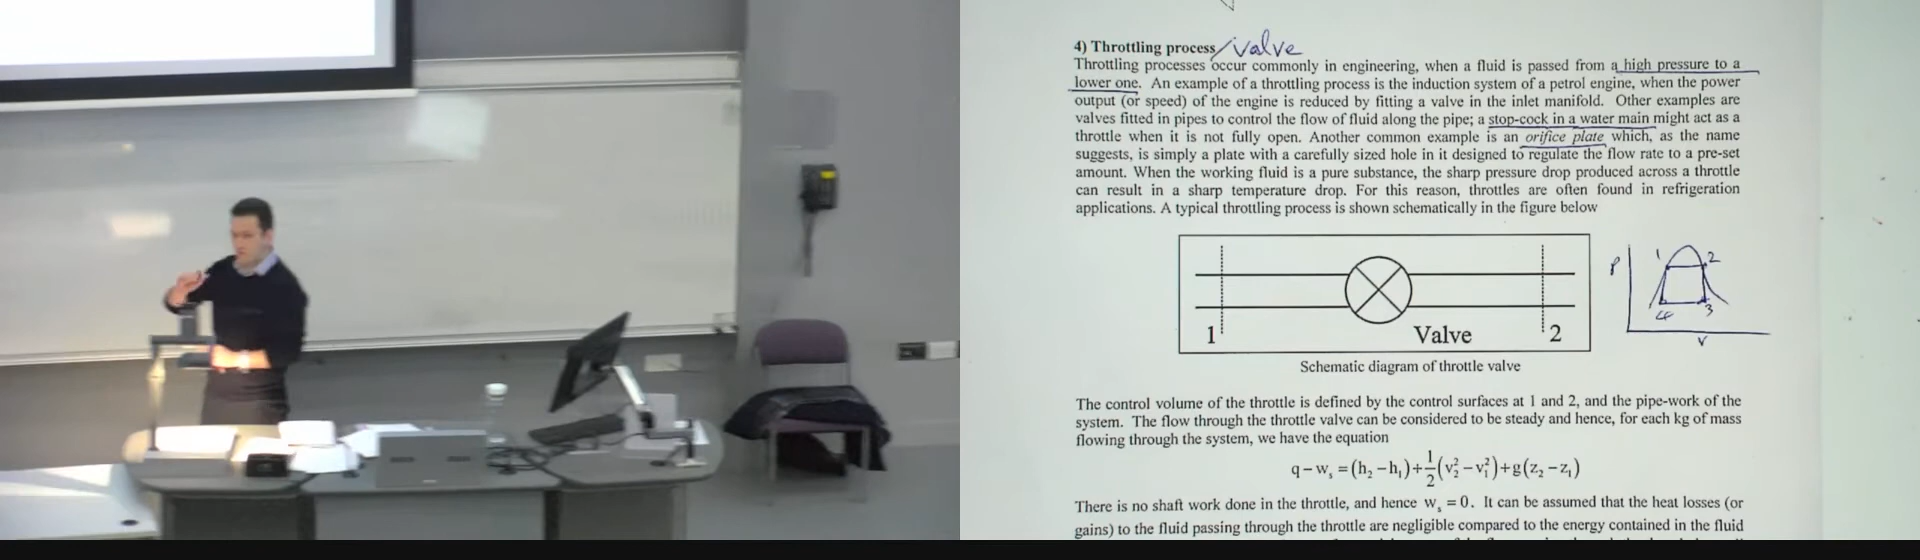 4) Throttling process/valve
Throttling processes occur commonly in engineering, when a fluid is passed from a high pressure to a
lower one. An example of a throttling process is the induction system of a petrol engine, when the power
output (or speed) of the engine is reduced by fitting a valve in the inlet manifold. Other examples are
valves fitted in pipes to control the flow of fluid along the pipe; a stop-cock in a water main might act as a
throttle when it is not fully open. Another common example is an orifice plate which, as the name
suggests, is simply a plate with a carefully sized hole in it designed to regulate the flow rate to a pre-set
amount. When the working fluid is a pure substance, the sharp pressure drop produced across a throttle
can result in a sharp temperature drop. For this reason, throttles are often found in refrigeration
applications. A typical throttling process is shown schematically in the figure below
1 Valve 2
P 1 2
4 3
v
Schematic diagram of throttle valve
The control volume of the throttle is defined by the control surfaces at 1 and 2, and the pipe-work of the
system. The flow through the throttle valve can be considered to be steady and hence, for each kg of mass
flowing through the system, we have the equation
q − wₛ = (h₂ − h₁) + ½(v₂² − v₁²) + g(z₂ − z₁)
There is no shaft work done in the throttle, and hence wₛ = 0. It can be assumed that the heat losses (or
gains) to the fluid passing through the throttle are negligible compared to the energy contained in the fluid